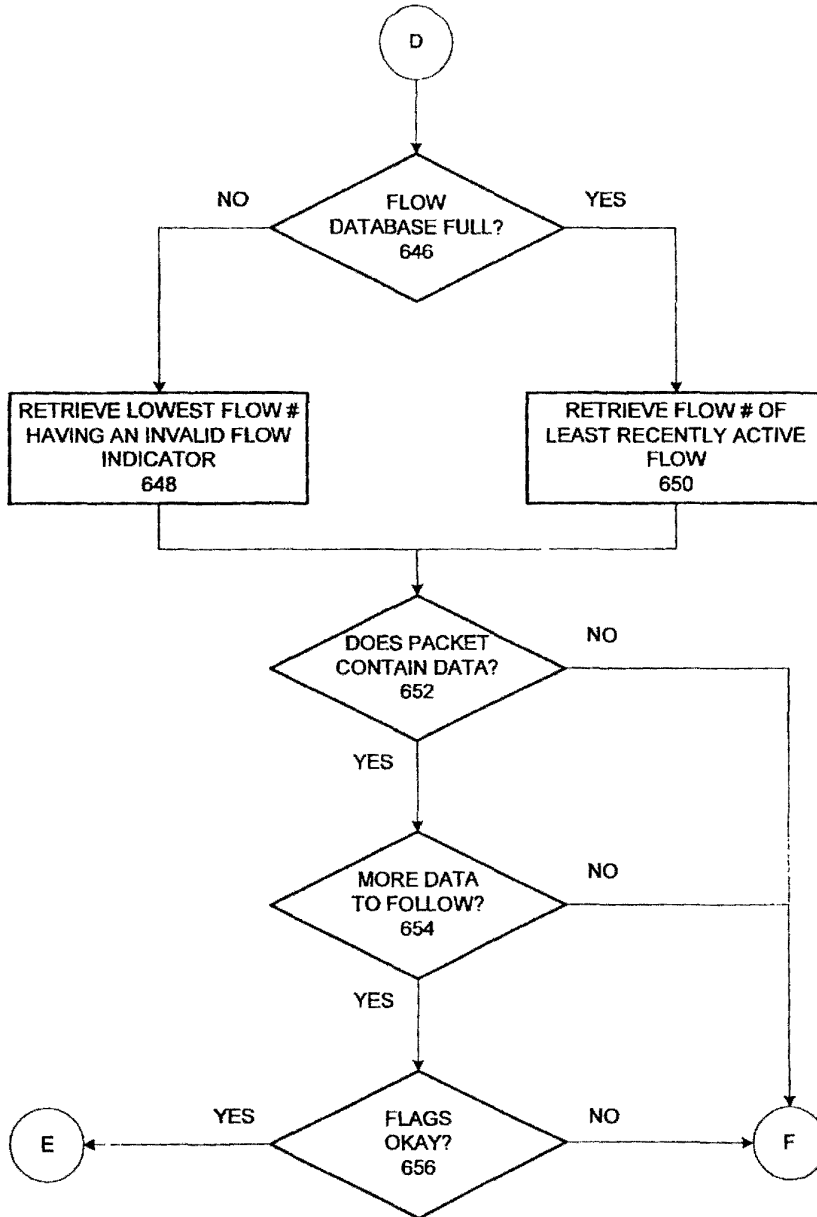 D
NO
FLOW
DATABASE FULL?
646
YES
RETRIEVE LOWEST FLOW #
HAVING AN INVALID FLOW
INDICATOR
648
RETRIEVE FLOW # OF
LEAST RECENTLY ACTIVE
FLOW
650
DOES PACKET
CONTAIN DATA?
652
NO
YES
MORE DATA
TO FOLLOW?
654
NO
YES
E
YES
FLAGS
OKAY?
656
NO
F